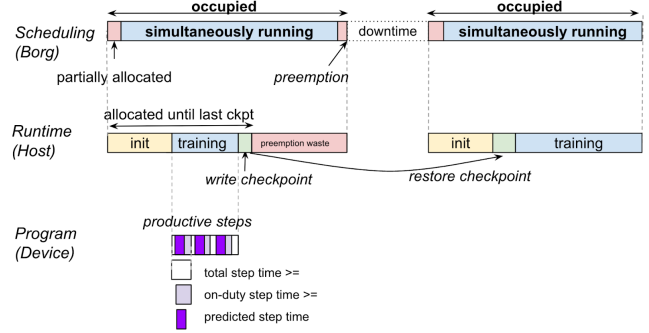 occupied
occupied
Scheduling
(Borg)
simultaneously running
downtime
simultaneously running
partially allocated
preemption
allocated until last ckpt
Runtime
(Host)
init
training
preemption waste
init
training
write checkpoint
restore checkpoint
productive steps
Program
(Device)
total step time >=
on-duty step time >=
predicted step time